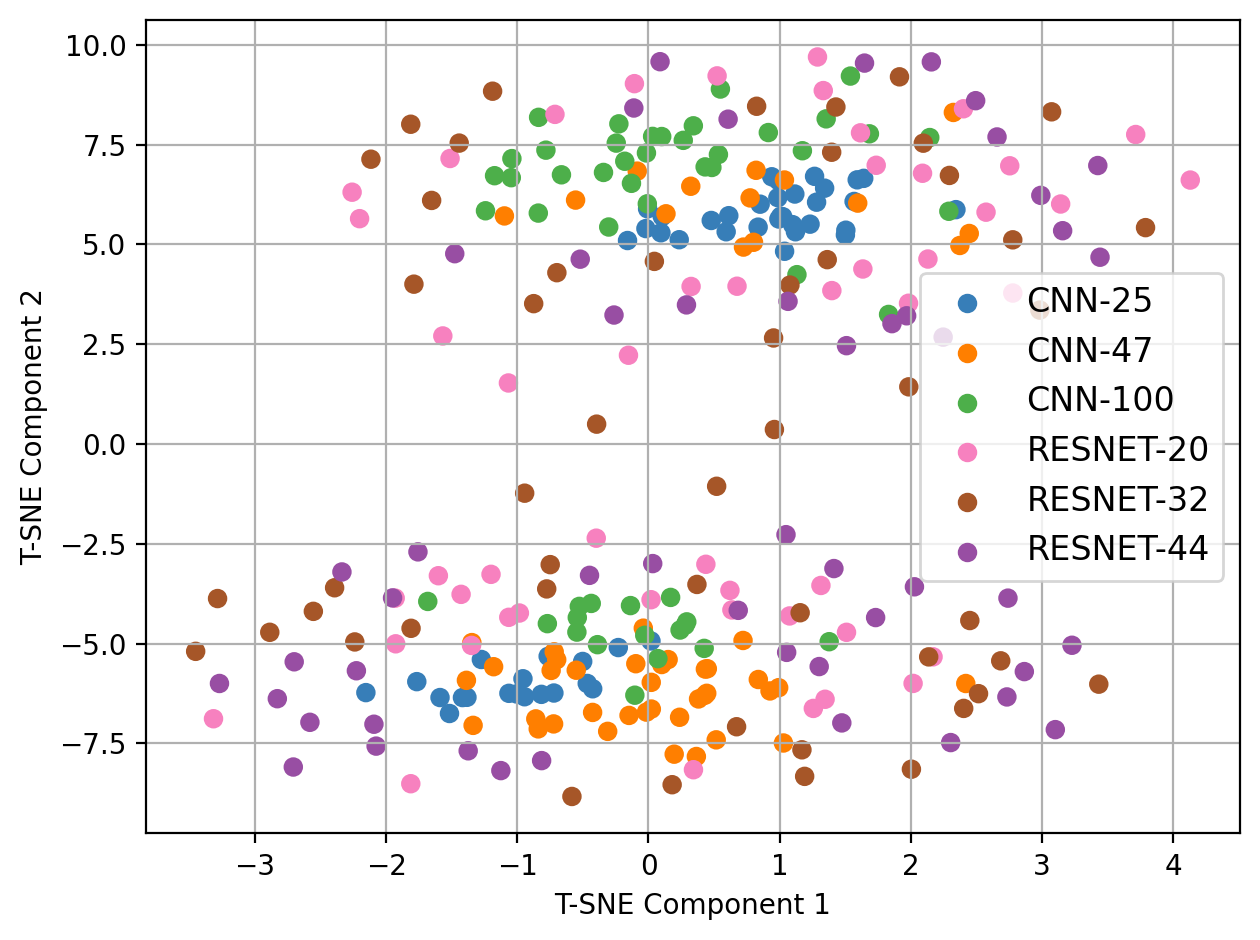 10.0
7.5
5.0
2.5
0.0
−2.5
−5.0
−7.5
T-SNE Component 2
CNN-25
CNN-47
CNN-100
RESNET-20
RESNET-32
RESNET-44
−3 −2 −1 0 1 2 3 4
T-SNE Component 1